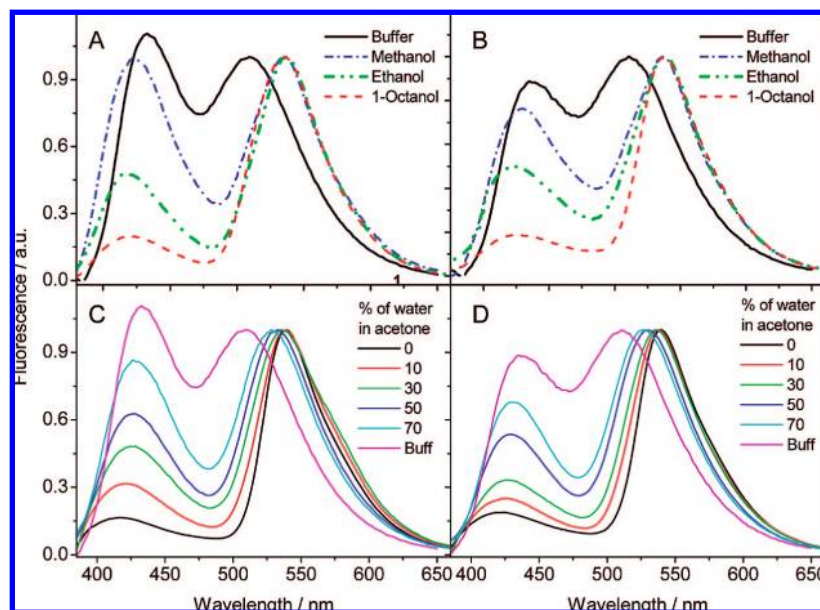 A
Buffer
Methanol
Ethanol
1-Octanol
B
Buffer
Methanol
Ethanol
1-Octanol
0.9
0.6
0.3
0.0
1
Fluorescence / a.u.
C
% of water
in acetone
0
10
30
50
70
Buff
D
% of water
in acetone
0
10
30
50
70
Buff
0.9
0.6
0.3
0.0
400 450 500 550 600 650 400 450 500 550 600 650
Wavelength / nm Wavelength / nm